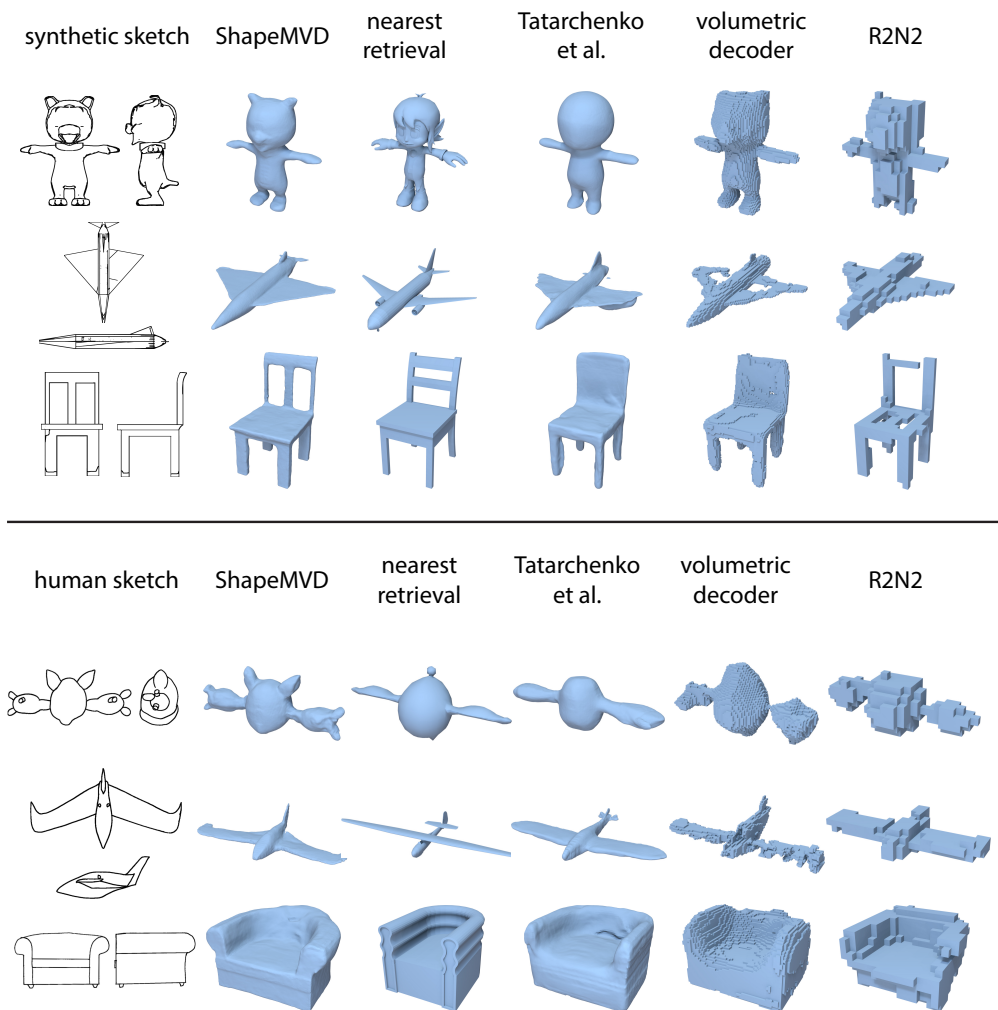 synthetic sketch
ShapeMVD
nearest
retrieval
Tatarchenko
et al.
volumetric
decoder
R2N2
human sketch
ShapeMVD
nearest
retrieval
Tatarchenko
et al.
volumetric
decoder
R2N2